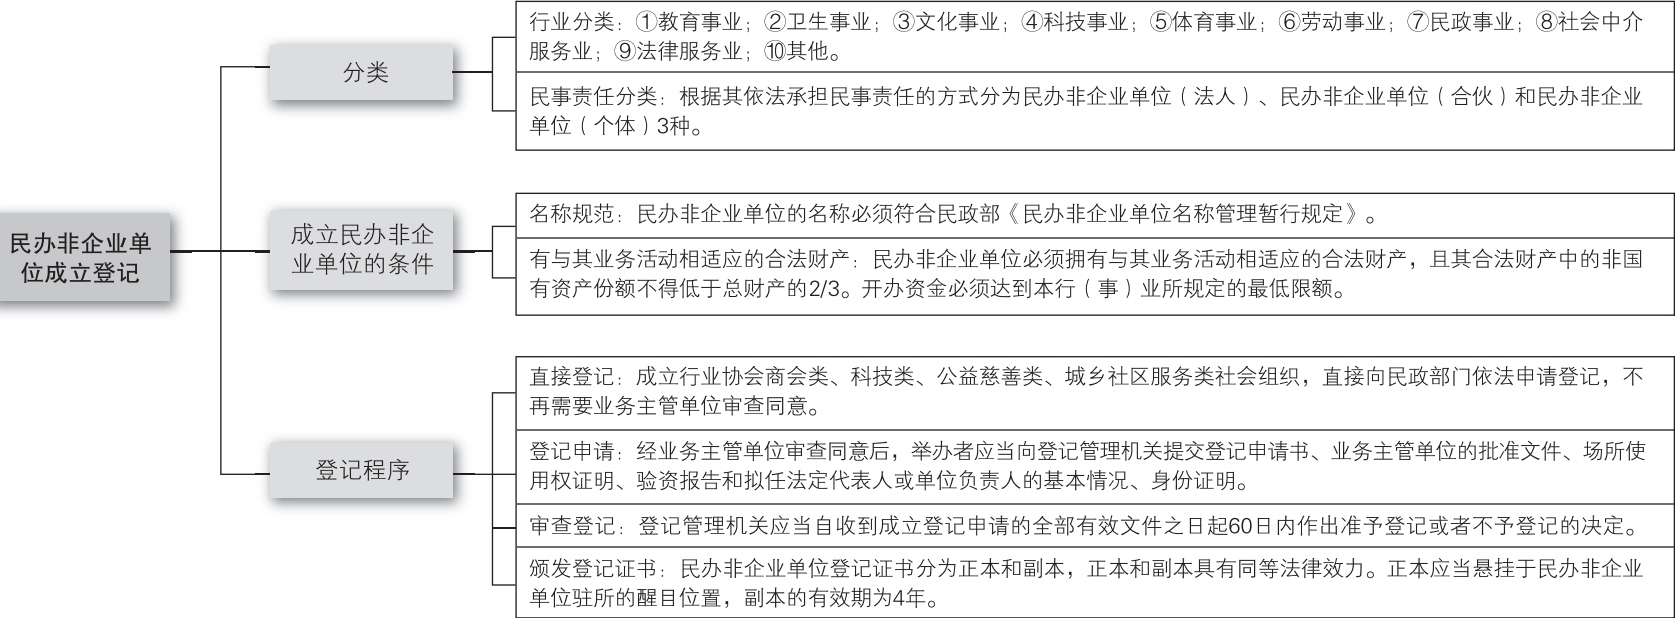 民办非企业单
位成立登记
分类
行业分类：①教育事业；②卫生事业；③文化事业；④科技事业；⑤体育事业；⑥劳动事业；⑦民政事业；⑧社会中介
服务业；⑨法律服务业；⑩其他。
民事责任分类：根据其依法承担民事责任的方式分为民办非企业单位（法人）、民办非企业单位（合伙）和民办非企业
单位（个体）3种。
成立民办非企
业单位的条件
名称规范：民办非企业单位的名称必须符合民政部《民办非企业单位名称管理暂行规定》。
有与其业务活动相适应的合法财产：民办非企业单位必须拥有与其业务活动相适应的合法财产，且其合法财产中的非国
有资产份额不得低于总财产的2/3。开办资金必须达到本行（事）业所规定的最低限额。
登记程序
直接登记：成立行业协会商会类、科技类、公益慈善类、城乡社区服务类社会组织，直接向民政部门依法申请登记，不
再需要业务主管单位审查同意。
登记申请：经业务主管单位审查同意后，举办者应当向登记管理机关提交登记申请书、业务主管单位的批准文件、场所使
用权证明、验资报告和拟任法定代表人或单位负责人的基本情况、身份证明。
审查登记：登记管理机关应当自收到成立登记申请的全部有效文件之日起60日内作出准予登记或者不予登记的决定。
颁发登记证书：民办非企业单位登记证书分为正本和副本，正本和副本具有同等法律效力。正本应当悬挂于民办非企业
单位驻所的醒目位置，副本的有效期为4年。